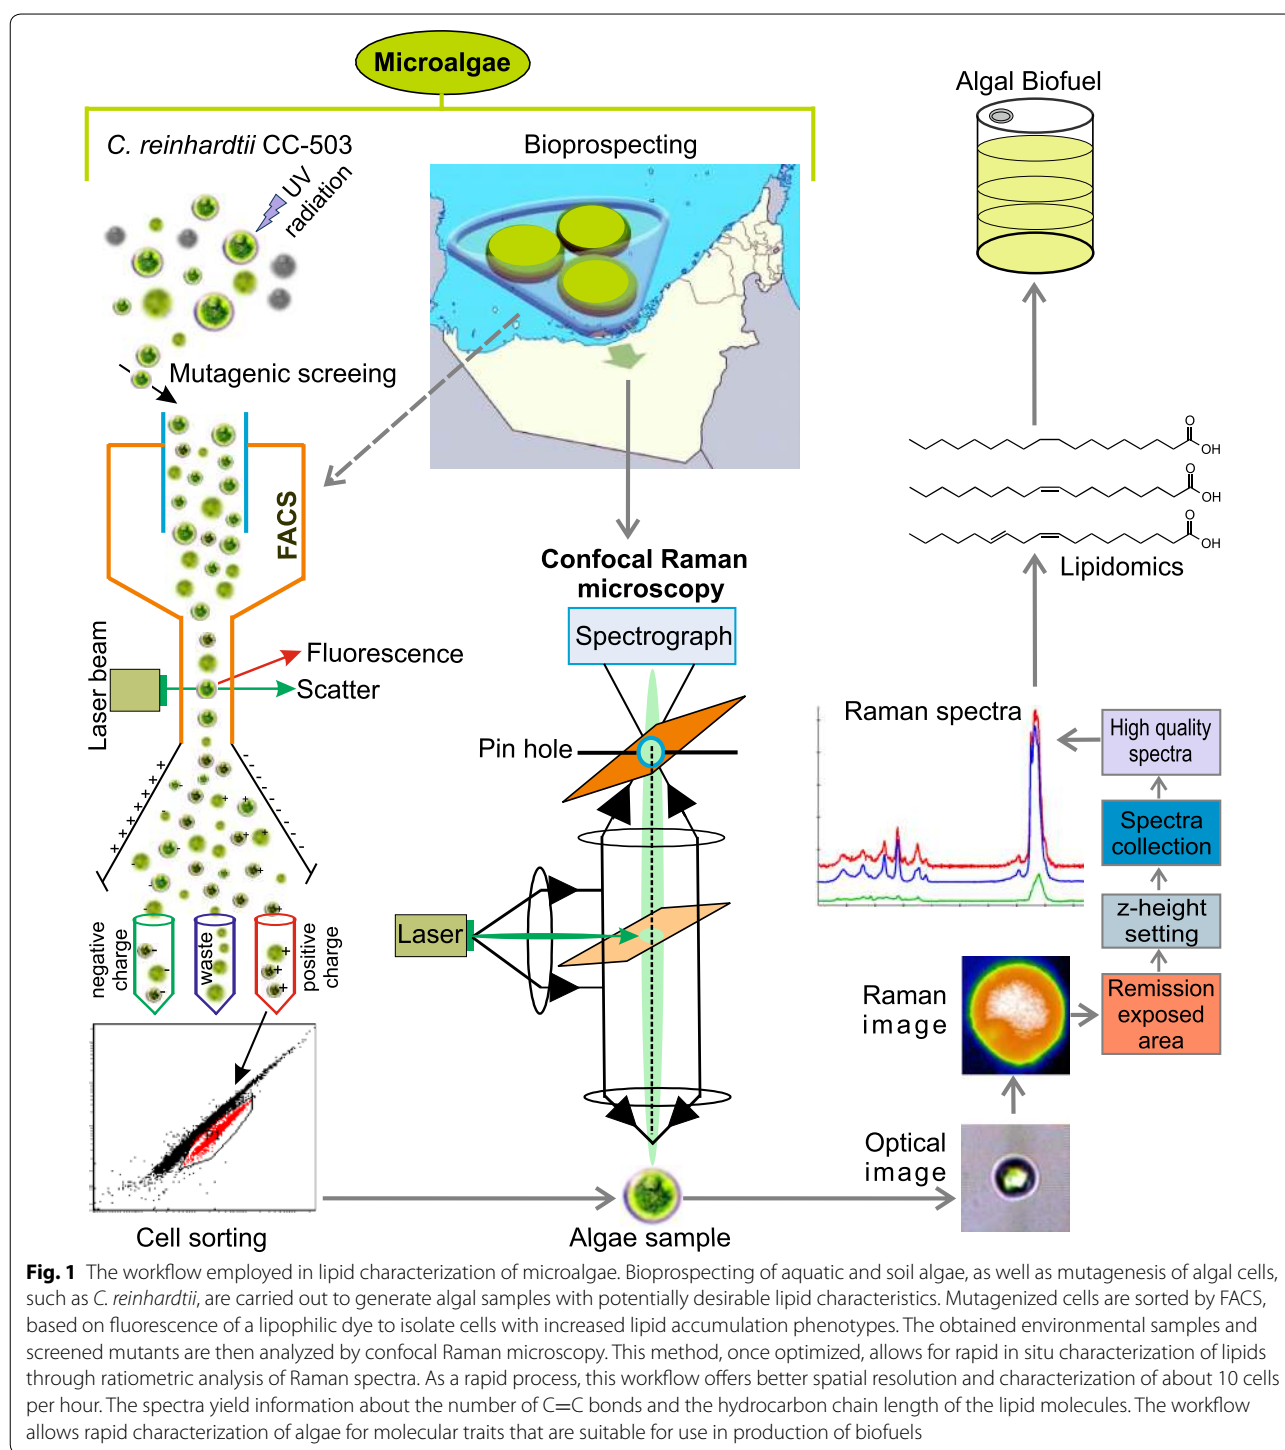 Microalgae
C. reinhardtii CC-503
UV
radiation
Bioprospecting
Algal Biofuel
Mutagenic screeing
FACS
Laser beam
Fluorescence
Scatter
negative
charge
waste
positive
charge
Cell sorting
Confocal Raman
microscopy
Spectrograph
Pin hole
Laser
Algae sample
Optical
image
Raman
image
Remission
exposed
area
z-height
setting
Spectra
collection
High quality
spectra
Raman spectra
Lipidomics
O
OH
O
OH
O
OH
Fig. 1 The workflow employed in lipid characterization of microalgae. Bioprospecting of aquatic and soil algae, as well as mutagenesis of algal cells,
such as C. reinhardtii, are carried out to generate algal samples with potentially desirable lipid characteristics. Mutagenized cells are sorted by FACS,
based on fluorescence of a lipophilic dye to isolate cells with increased lipid accumulation phenotypes. The obtained environmental samples and
screened mutants are then analyzed by confocal Raman microscopy. This method, once optimized, allows for rapid in situ characterization of lipids
through ratiometric analysis of Raman spectra. As a rapid process, this workflow offers better spatial resolution and characterization of about 10 cells
per hour. The spectra yield information about the number of C=C bonds and the hydrocarbon chain length of the lipid molecules. The workflow
allows rapid characterization of algae for molecular traits that are suitable for use in production of biofuels